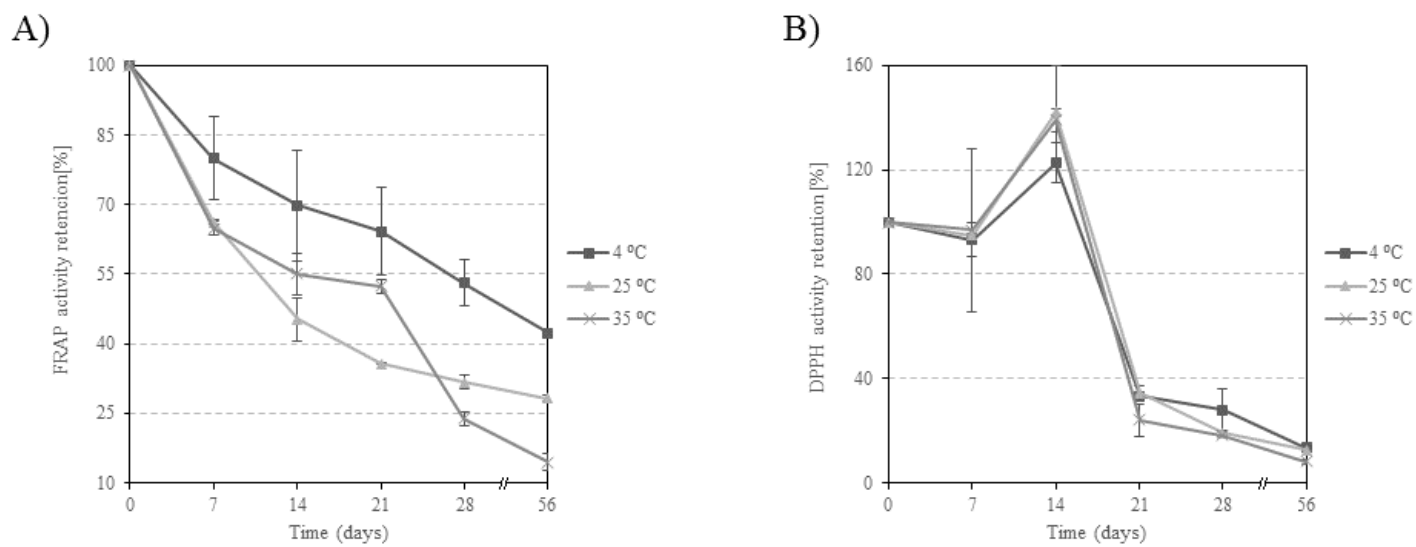 A)
100
85
70
55
40
25
10
0
7
14
21
28
56
FRAP activity retencion[%]
Time (days)
4 ºC
25 ºC
35 ºC
B)
160
120
80
40
0
0
7
14
21
28
56
DPPH activity retention [%]
Time (days)
4 ºC
25 ºC
35 ºC